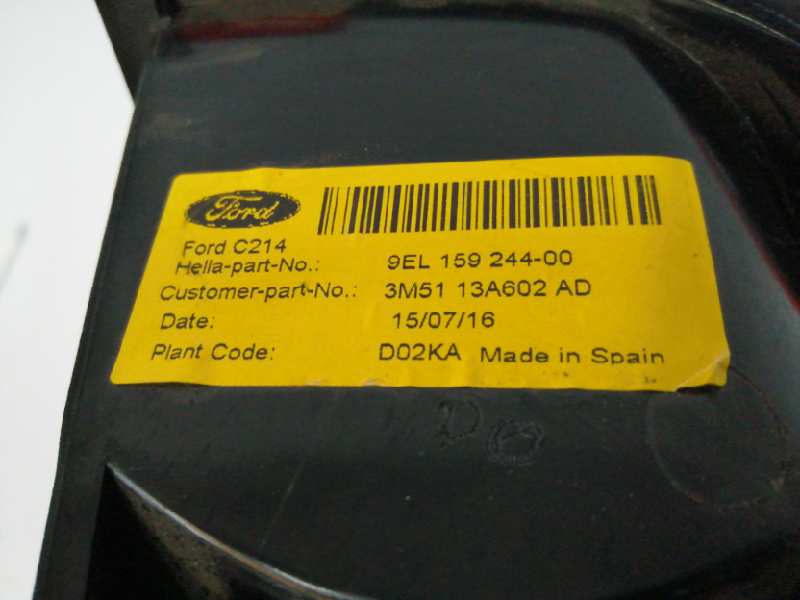 Ford
Ford C214
Hella-part-No.: 9EL 159 244-00
Customer-part-No.: 3M51 13A602 AD
Date: 15/07/16
Plant Code: D02KA Made in Spain